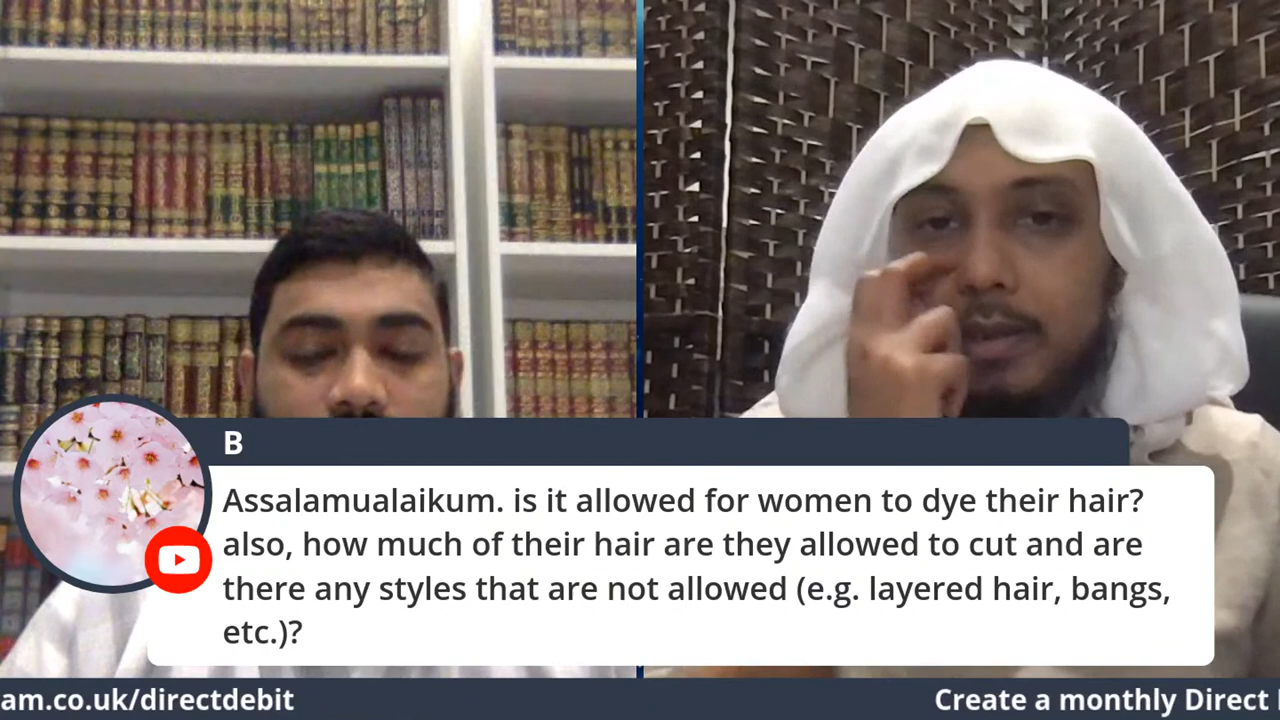 B
Assalamualaikum. is it allowed for women to dye their hair?
also, how much of their hair are they allowed to cut and are
there any styles that are not allowed (e.g. layered hair, bangs,
etc.)?
am.co.uk/directdebit
Create a monthly Direct